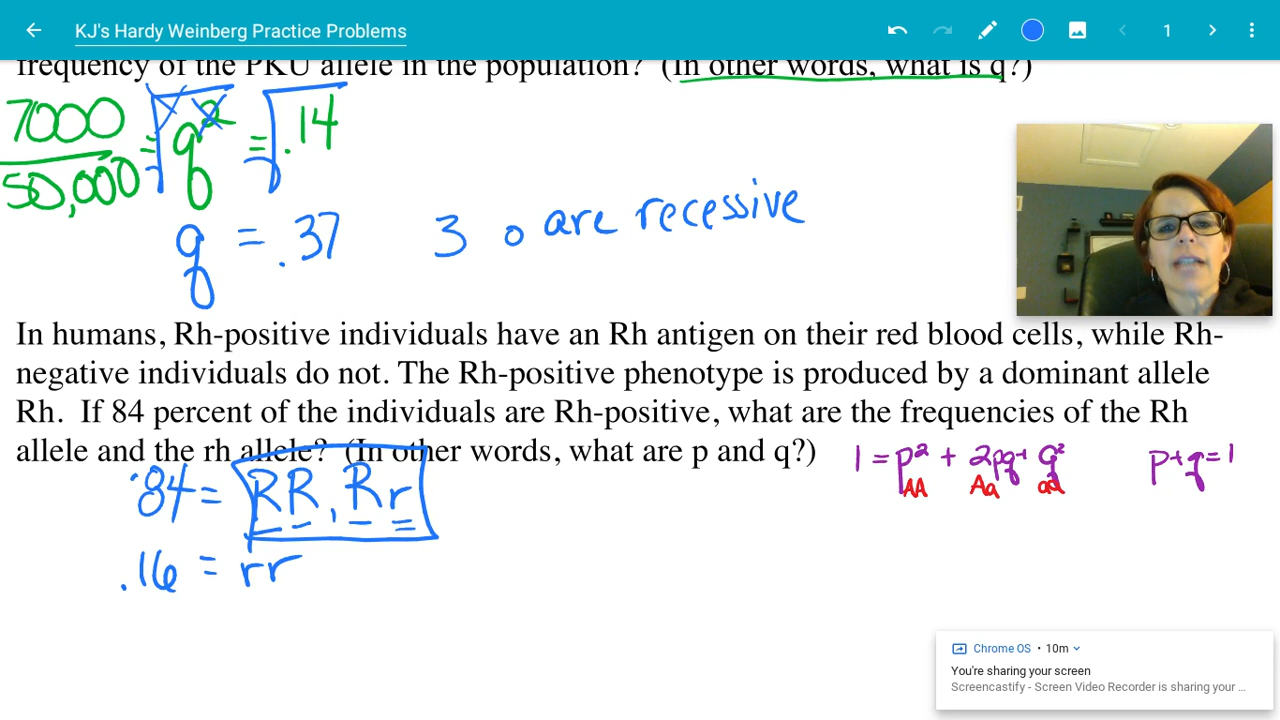 KJ's Hardy Weinberg Practice Problems
1
frequency of the PKU allele in the population? (In other words, what is q?)
7000
50,000
= q² = .14
q = .37 3 o are recessive
In humans, Rh-positive individuals have an Rh antigen on their red blood cells, while Rh-
negative individuals do not. The Rh-positive phenotype is produced by a dominant allele
Rh. If 84 percent of the individuals are Rh-positive, what are the frequencies of the Rh
allele and the rh allele? (In other words, what are p and q?)
1 = p² + 2pq + q² p+q=1
AA Aa aa
.84 = RR, Rr
.16 = rr
Chrome OS • 10m
You're sharing your screen
Screencastify - Screen Video Recorder is sharing your ...